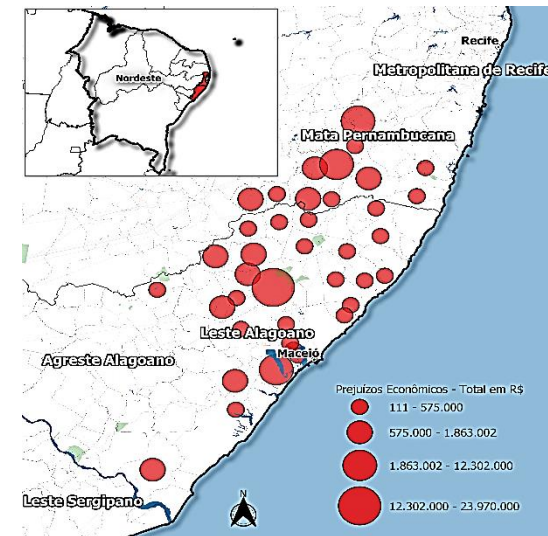 Nordeste
Recife
Metropolitana de Recife
Mata Pernambucana
Leste Alagoano
Maceió
Agreste Alagoano
Prejuízos Econômicos - Total em R$
111 - 575.000
575.000 - 1.863.002
1.863.002 - 12.302.000
12.302.000 - 23.970.000
Leste Sergipano
N